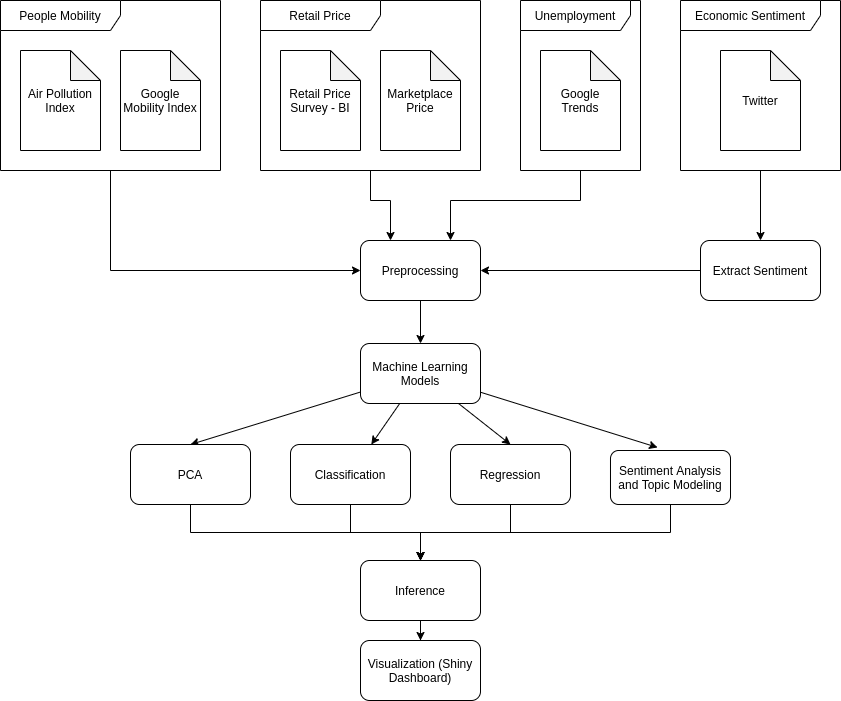 People Mobility
Retail Price
Unemployment
Economic Sentiment
Air Pollution
Index
Google
Mobility Index
Retail Price
Survey - BI
Marketplace
Price
Google
Trends
Twitter
Preprocessing
Extract Sentiment
Machine Learning
Models
PCA
Classification
Regression
Sentiment Analysis
and Topic Modeling
Inference
Visualization (Shiny
Dashboard)